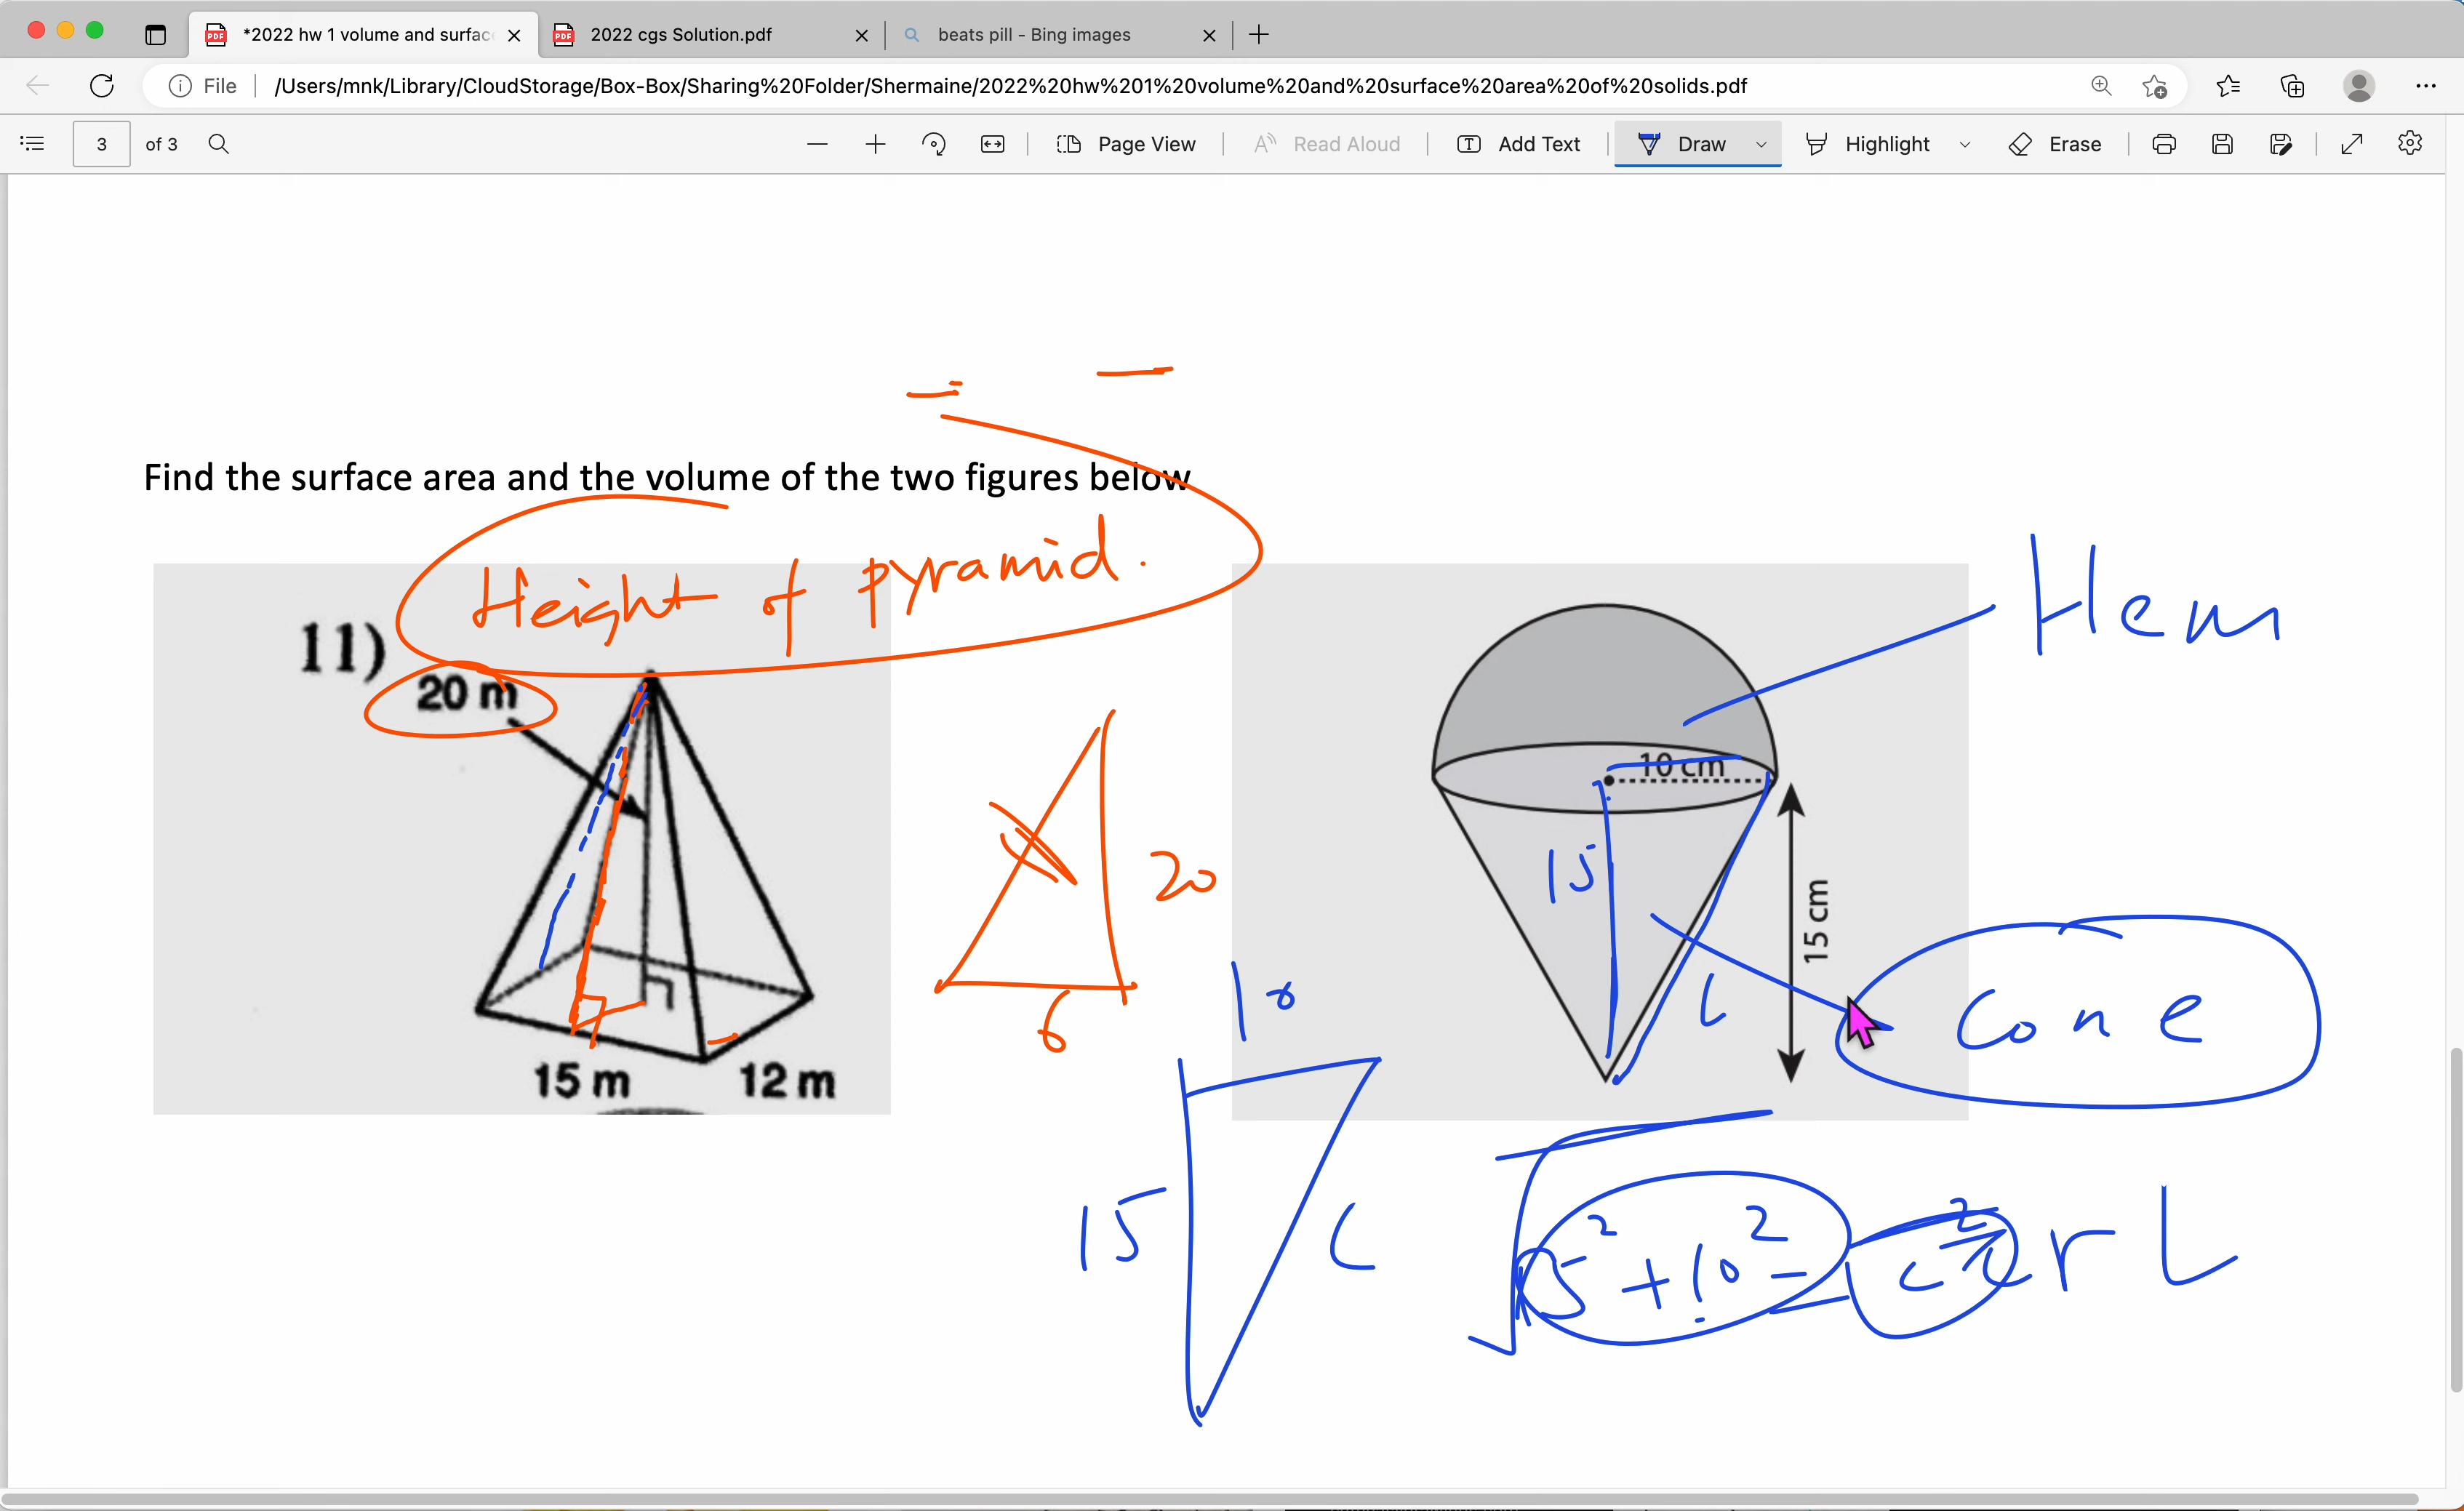 *2022 hw 1 volume and surfac
2022 cgs Solution.pdf
beats pill - Bing images
File
/Users/mnk/Library/CloudStorage/Box-Box/Sharing%20Folder/Shermaine/2022%20hw%201%20volume%20and%20surface%20area%20of%20solids.pdf
3 of 3
Page View
Read Aloud
Add Text
Draw
Highlight
Erase
Find the surface area and the volume of the two figures below
Height of pyramid.
11)
20 m
15 m
12 m
20
6
Hem
10 cm
15
15 cm
Cone
10
15
15² + 10² = c²
r L